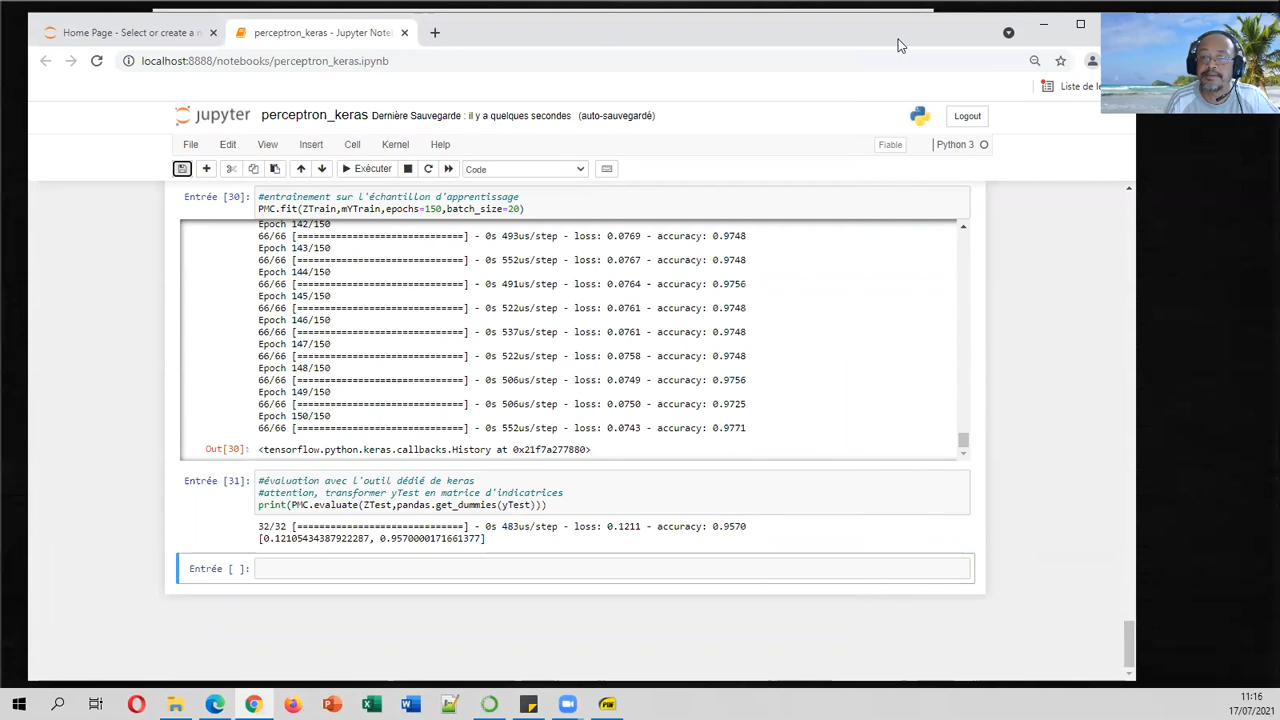 Home Page - Select or create a n
perceptron_keras - Jupyter Note
localhost:8888/notebooks/perceptron_keras.ipynb
Liste de le
jupyter perceptron_keras Dernière Sauvegarde : il y a quelques secondes (auto-sauvegardé)
Logout
File Edit View Insert Cell Kernel Help
Fiable
Python 3
Exécuter
Code
Entrée [30]:
#entraînement sur l'échantillon d'apprentissage
PMC.fit(ZTrain,mYTrain,epochs=150,batch_size=20)
Epoch 142/150
66/66 [==============================] - 0s 493us/step - loss: 0.0769 - accuracy: 0.9748
Epoch 143/150
66/66 [==============================] - 0s 552us/step - loss: 0.0767 - accuracy: 0.9748
Epoch 144/150
66/66 [==============================] - 0s 491us/step - loss: 0.0764 - accuracy: 0.9756
Epoch 145/150
66/66 [==============================] - 0s 522us/step - loss: 0.0761 - accuracy: 0.9748
Epoch 146/150
66/66 [==============================] - 0s 537us/step - loss: 0.0761 - accuracy: 0.9748
Epoch 147/150
66/66 [==============================] - 0s 522us/step - loss: 0.0758 - accuracy: 0.9748
Epoch 148/150
66/66 [==============================] - 0s 506us/step - loss: 0.0749 - accuracy: 0.9756
Epoch 149/150
66/66 [==============================] - 0s 506us/step - loss: 0.0750 - accuracy: 0.9725
Epoch 150/150
66/66 [==============================] - 0s 552us/step - loss: 0.0743 - accuracy: 0.9771
Out[30]: <tensorflow.python.keras.callbacks.History at 0x21f7a277880>
Entrée [31]:
#évaluation avec l'outil dédié de keras
#attention, transformer yTest en matrice d'indicatrices
print(PMC.evaluate(ZTest,pandas.get_dummies(yTest)))
32/32 [==============================] - 0s 483us/step - loss: 0.1211 - accuracy: 0.9570
[0.12105434387922287, 0.9570000171661377]
Entrée [ ]:
11:16
17/07/2021